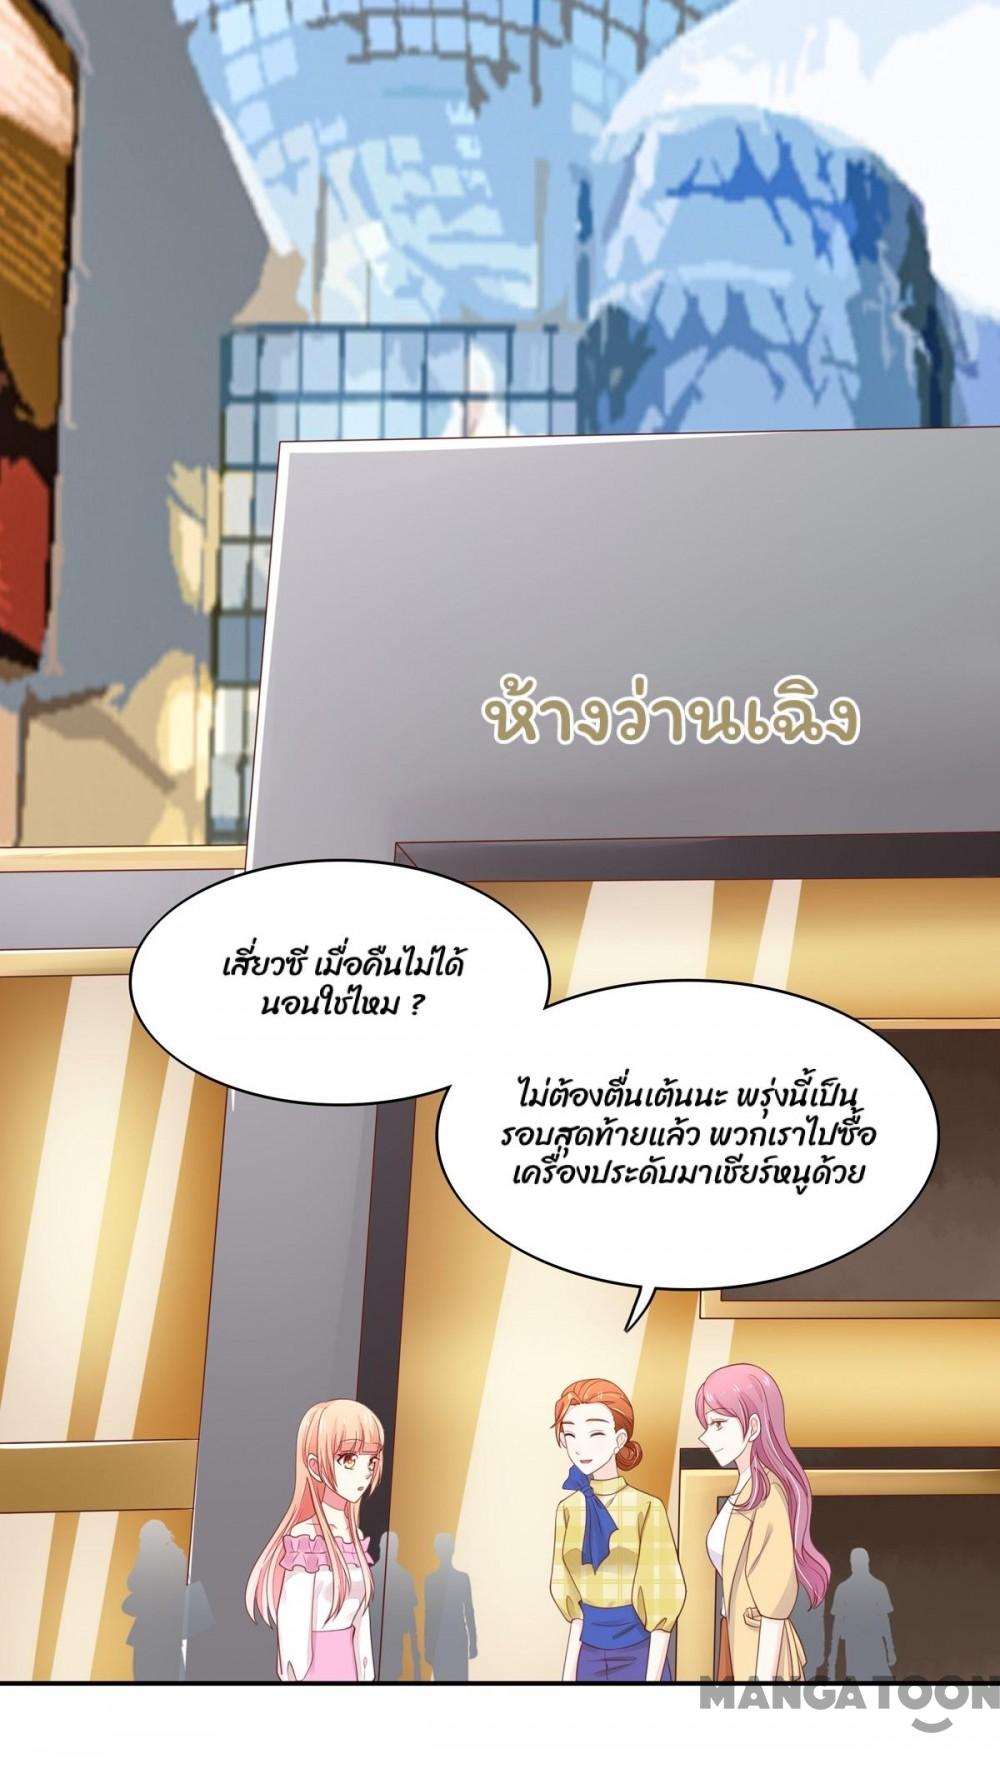 ห้างว่านเฉิง
เสี่ยวซี เมื่อคืนไม่ได้
นอนใช่ไหม ?
ไม่ต้องตื่นเต้นนะ พรุ่งนี้เป็น
รอบสุดท้ายแล้ว พวกเราไปซื้อ
เครื่องประดับมาเชียร์หนูด้วย
MANGATOON